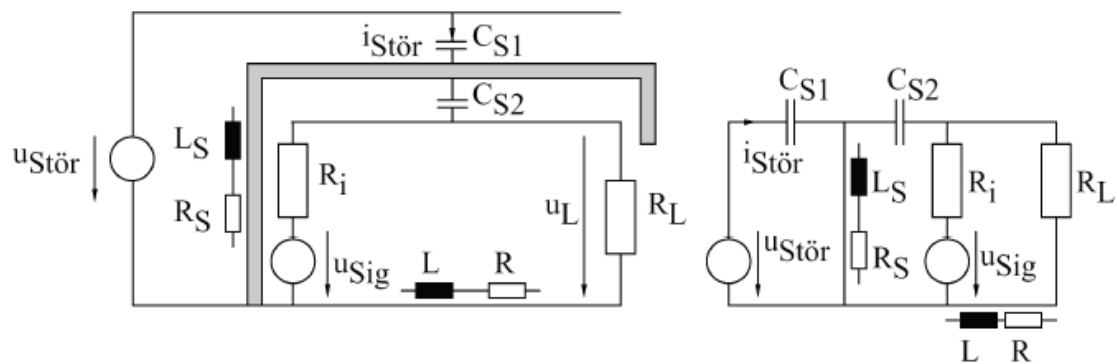 i_Stör
C_S1
C_S2
u_Stör
L_S
R_S
R_i
u_Sig
L
R
u_L
R_L
C_S1
C_S2
i_Stör
L_S
R_i
R_L
u_Stör
R_S
u_Sig
L
R